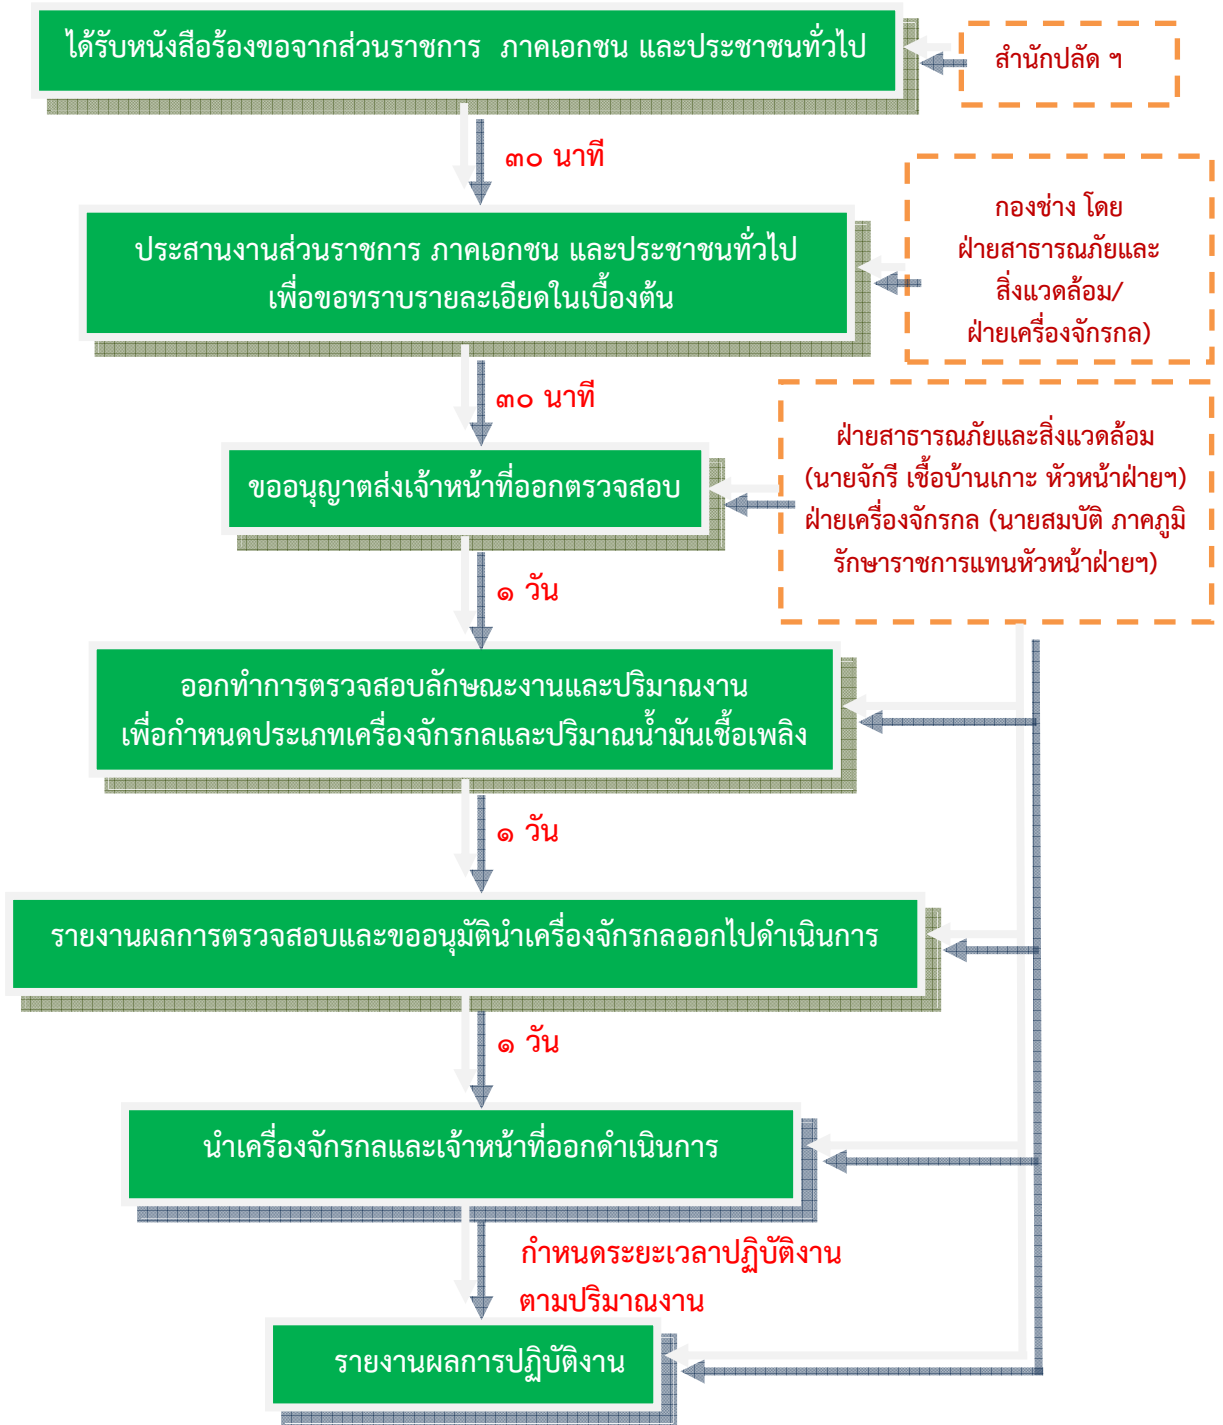 ได้รับหนังสือร้องขอจากส่วนราชการ ภาคเอกชน และประชาชนทั่วไป
สำนักปลัด ฯ
๓๐ นาที
ประสานงานส่วนราชการ ภาคเอกชน และประชาชนทั่วไป
เพื่อขอทราบรายละเอียดในเบื้องต้น
กองช่าง โดย
ฝ่ายสาธารณภัยและ
สิ่งแวดล้อม/
ฝ่ายเครื่องจักรกล)
๓๐ นาที
ขออนุญาตส่งเจ้าหน้าที่ออกตรวจสอบ
ฝ่ายสาธารณภัยและสิ่งแวดล้อม
(นายจักรี เชื้อบ้านเกาะ หัวหน้าฝ่ายฯ)
ฝ่ายเครื่องจักรกล (นายสมบัติ ภาคภูมิ
รักษาราชการแทนหัวหน้าฝ่ายฯ)
๑ วัน
ออกทำการตรวจสอบลักษณะงานและปริมาณงาน
เพื่อกำหนดประเภทเครื่องจักรกลและปริมาณน้ำมันเชื้อเพลิง
๑ วัน
รายงานผลการตรวจสอบและขออนุมัตินำเครื่องจักรกลออกไปดำเนินการ
๑ วัน
นำเครื่องจักรกลและเจ้าหน้าที่ออกดำเนินการ
กำหนดระยะเวลาปฏิบัติงาน
ตามปริมาณงาน
รายงานผลการปฏิบัติงาน